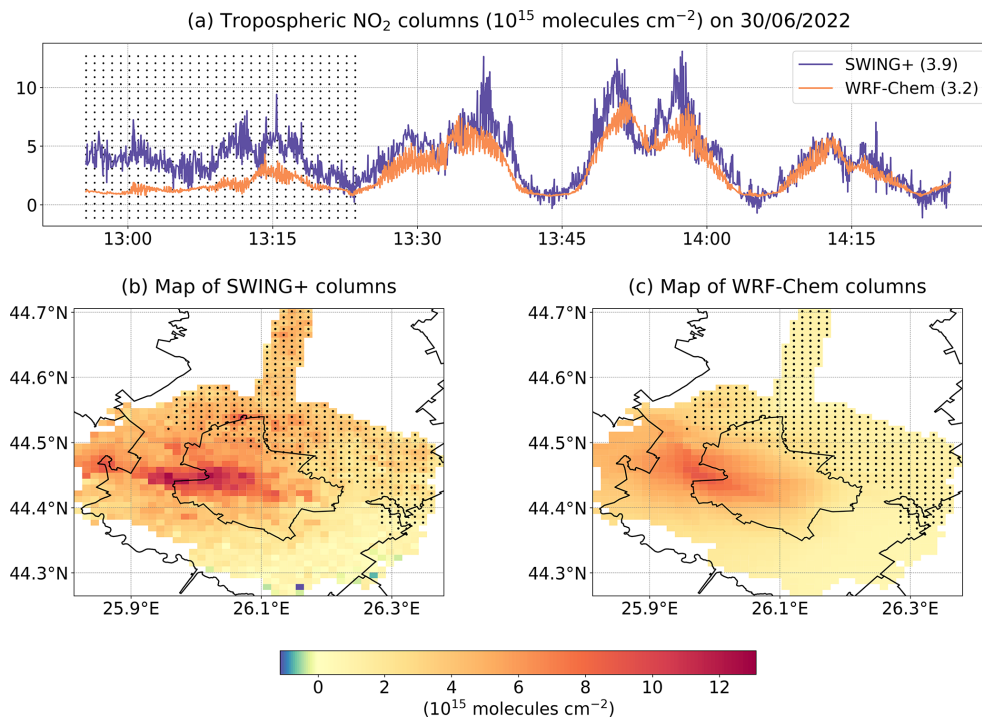 (a) Tropospheric NO₂ columns (10¹⁵ molecules cm⁻²) on 30/06/2022
10
5
0
SWING+ (3.9)
WRF-Chem (3.2)
13:00 13:15 13:30 13:45 14:00 14:15
(b) Map of SWING+ columns
44.7°N
44.6°N
44.5°N
44.4°N
44.3°N
25.9°E 26.1°E 26.3°E
(c) Map of WRF-Chem columns
44.7°N
44.6°N
44.5°N
44.4°N
44.3°N
25.9°E 26.1°E 26.3°E
0 2 4 6 8 10 12
(10¹⁵ molecules cm⁻²)